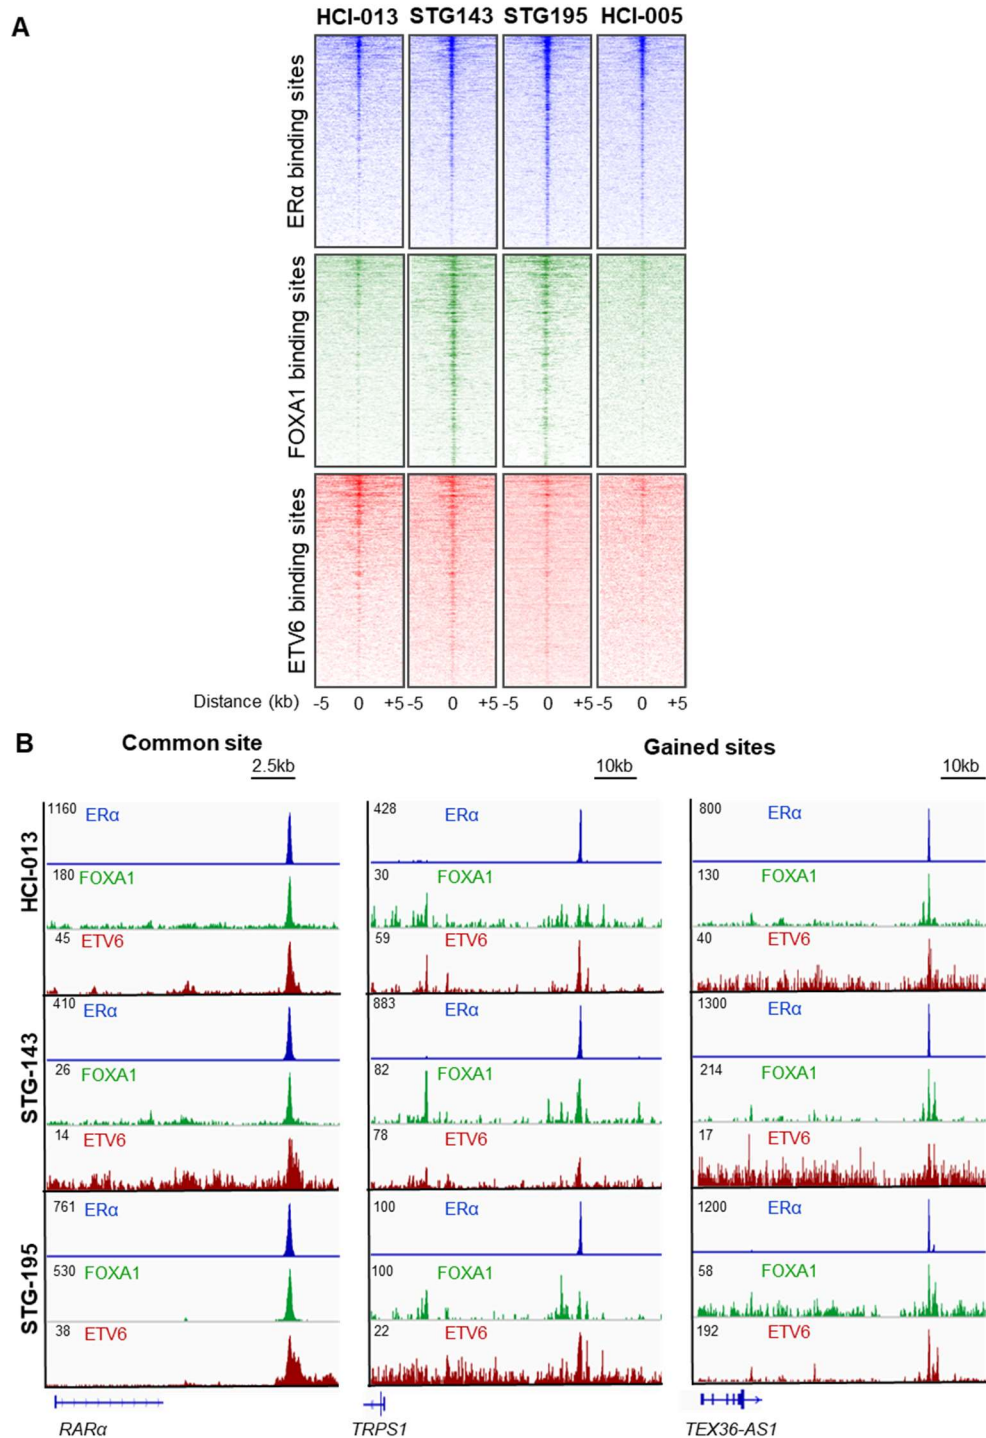 A
HCI-013 STG143 STG195 HCI-005
ERα binding sites
FOXA1 binding sites
ETV6 binding sites
Distance (kb) -5 0 +5 -5 0 +5 -5 0 +5 -5 0 +5
B
Common site
Gained sites
2.5kb
10kb
10kb
HCI-013
1160 ERα
428 ERα
800 ERα
180 FOXA1
30 FOXA1
130 FOXA1
45 ETV6
59 ETV6
40 ETV6
STG-143
410 ERα
883 ERα
1300 ERα
26 FOXA1
82 FOXA1
214 FOXA1
14 ETV6
78 ETV6
17 ETV6
STG-195
761 ERα
100 ERα
1200 ERα
530 FOXA1
100 FOXA1
58 FOXA1
38 ETV6
22 ETV6
192 ETV6
RARα
TRPS1
TEX36-AS1